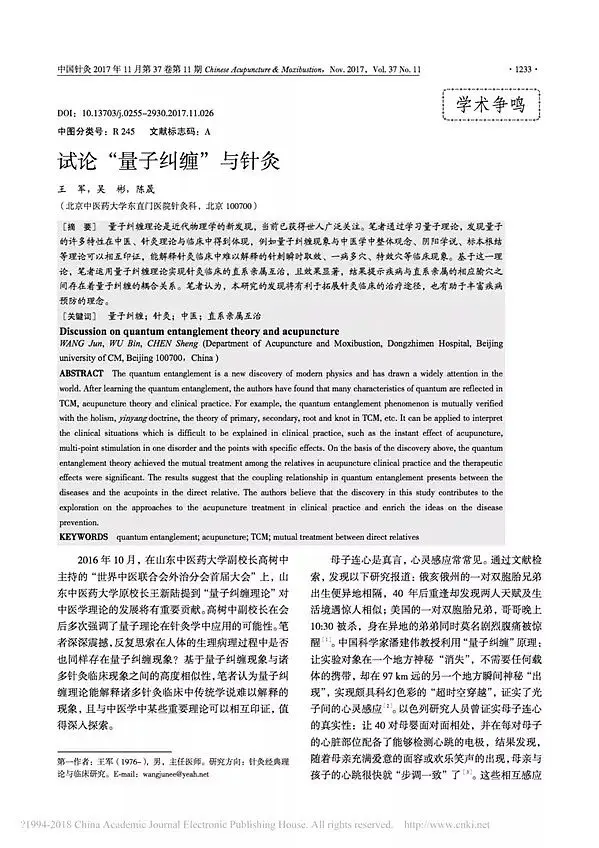 中国针灸 2017 年 11 月第 37 卷第 11 期 Chinese Acupuncture & Moxibustion, Nov. 2017, Vol. 37 No. 11
·1233·
学术争鸣
DOI: 10.13703/j.0255-2930.2017.11.026
中图分类号：R 245 文献标志码：A
试论“量子纠缠”与针灸
王 军，吴 彬，陈晟
（北京中医药大学东直门医院针灸科，北京 100700）
［摘 要］ 量子纠缠理论是近代物理学的新发现，当前已获得世人广泛关注。笔者通过学习量子理论，发现量子
的许多特性在中医、针灸理论与临床中得到体现，例如量子纠缠现象与中医学中整体观念、阴阳学说、标本根结
等理论可以相互印证，能解释针灸临床中难以解释的针刺瞬时取效、一病多穴、特效穴等临床现象。基于这一理
论，笔者运用量子纠缠理论实现针灸临床的直系亲属互治，且效果显著，结果提示疾病与直系亲属的相应腧穴之
间存在着量子纠缠的耦合关系。笔者认为，本研究的发现将有利于拓展针灸临床的治疗途径，也有助于丰富疾病
预防的理念。
［关键词］ 量子纠缠；针灸；中医；直系亲属互治
Discussion on quantum entanglement theory and acupuncture
WANG Jun, WU Bin, CHEN Sheng (Department of Acupuncture and Moxibustion, Dongzhimen Hospital, Beijing
university of CM, Beijing 100700, China )
ABSTRACT The quantum entanglement is a new discovery of modern physics and has drawn a widely attention in the
world. After learning the quantum entanglement, the authors have found that many characteristics of quantum are reflected in
TCM, acupuncture theory and clinical practice. For example, the quantum entanglement phenomenon is mutually verified
with the holism, yinyang doctrine, the theory of primary, secondary, root and knot in TCM, etc. It can be applied to interpret
the clinical situations which is difficult to be explained in clinical practice, such as the instant effect of acupuncture,
multi-point stimulation in one disorder and the points with specific effects. On the basis of the discovery above, the quantum
entanglement theory achieved the mutual treatment among the relatives in acupuncture clinical practice and the therapeutic
effects were significant. The results suggest that the coupling relationship in quantum entanglement presents between the
diseases and the acupoints in the direct relative. The authors believe that the discovery in this study contributes to the
exploration on the approaches to the acupuncture treatment in clinical practice and enrich the ideas on the disease
prevention.
KEYWORDS quantum entanglement; acupuncture; TCM; mutual treatment between direct relatives
2016 年 10 月，在山东中医药大学副校长高树中
主持的“世界中医联合会外治分会首届大会”上，山
东中医药大学原校长王新陆提到“量子纠缠理论”对
中医学理论的发展将有重要贡献。高树中副校长在会
后多次强调了量子理论在针灸学中应用的可能性。笔
者深深震撼，反复思索在人体的生理病理过程中是否
也同样存在量子纠缠现象？基于量子纠缠现象与诸
多针灸临床现象之间的高度相似性，笔者认为量子纠
缠理论能解释诸多针灸临床中传统学说难以解释的
现象，且与中医学中某些重要理论可以相互印证，值
得深入探索。
第一作者：王军（1976-），男，主任医师。研究方向：针灸经典理
论与临床研究。E-mail：wangjunee@yeah.net
母子连心是真言，心灵感应常常见。通过文献检
索，发现以下研究报道：俄亥俄州的一对双胞胎兄弟
出生便异地相隔，40 年后重逢却发现两人天赋及生
活境遇惊人相似；美国的一对双胞胎兄弟，哥哥晚上
10:30 被杀，身在异地的弟弟同时莫名剧烈腹痛被惊
醒[1]。中国科学家潘建伟教授利用“量子纠缠”原理：
让实验对象在一个地方神秘“消失”，不需要任何载
体的携带，却在 97 km 远的另一个地方瞬间神秘“出
现”，实现颇具科幻色彩的“超时空穿越”，证实了光
子间的心灵感应[2]。以色列研究人员曾证实母子连心
的真实性：让 40 对母婴面对面相处，并在每对母子
的心脏部位配备了能够检测心跳的电极，结果发现，
随着母亲充满爱意的面容或欢乐笑声的出现，母亲与
孩子的心跳很快就“步调一致”了[3]。这些相互感应
?1994-2018 China Academic Journal Electronic Publishing House. All rights reserved. http://www.cnki.net